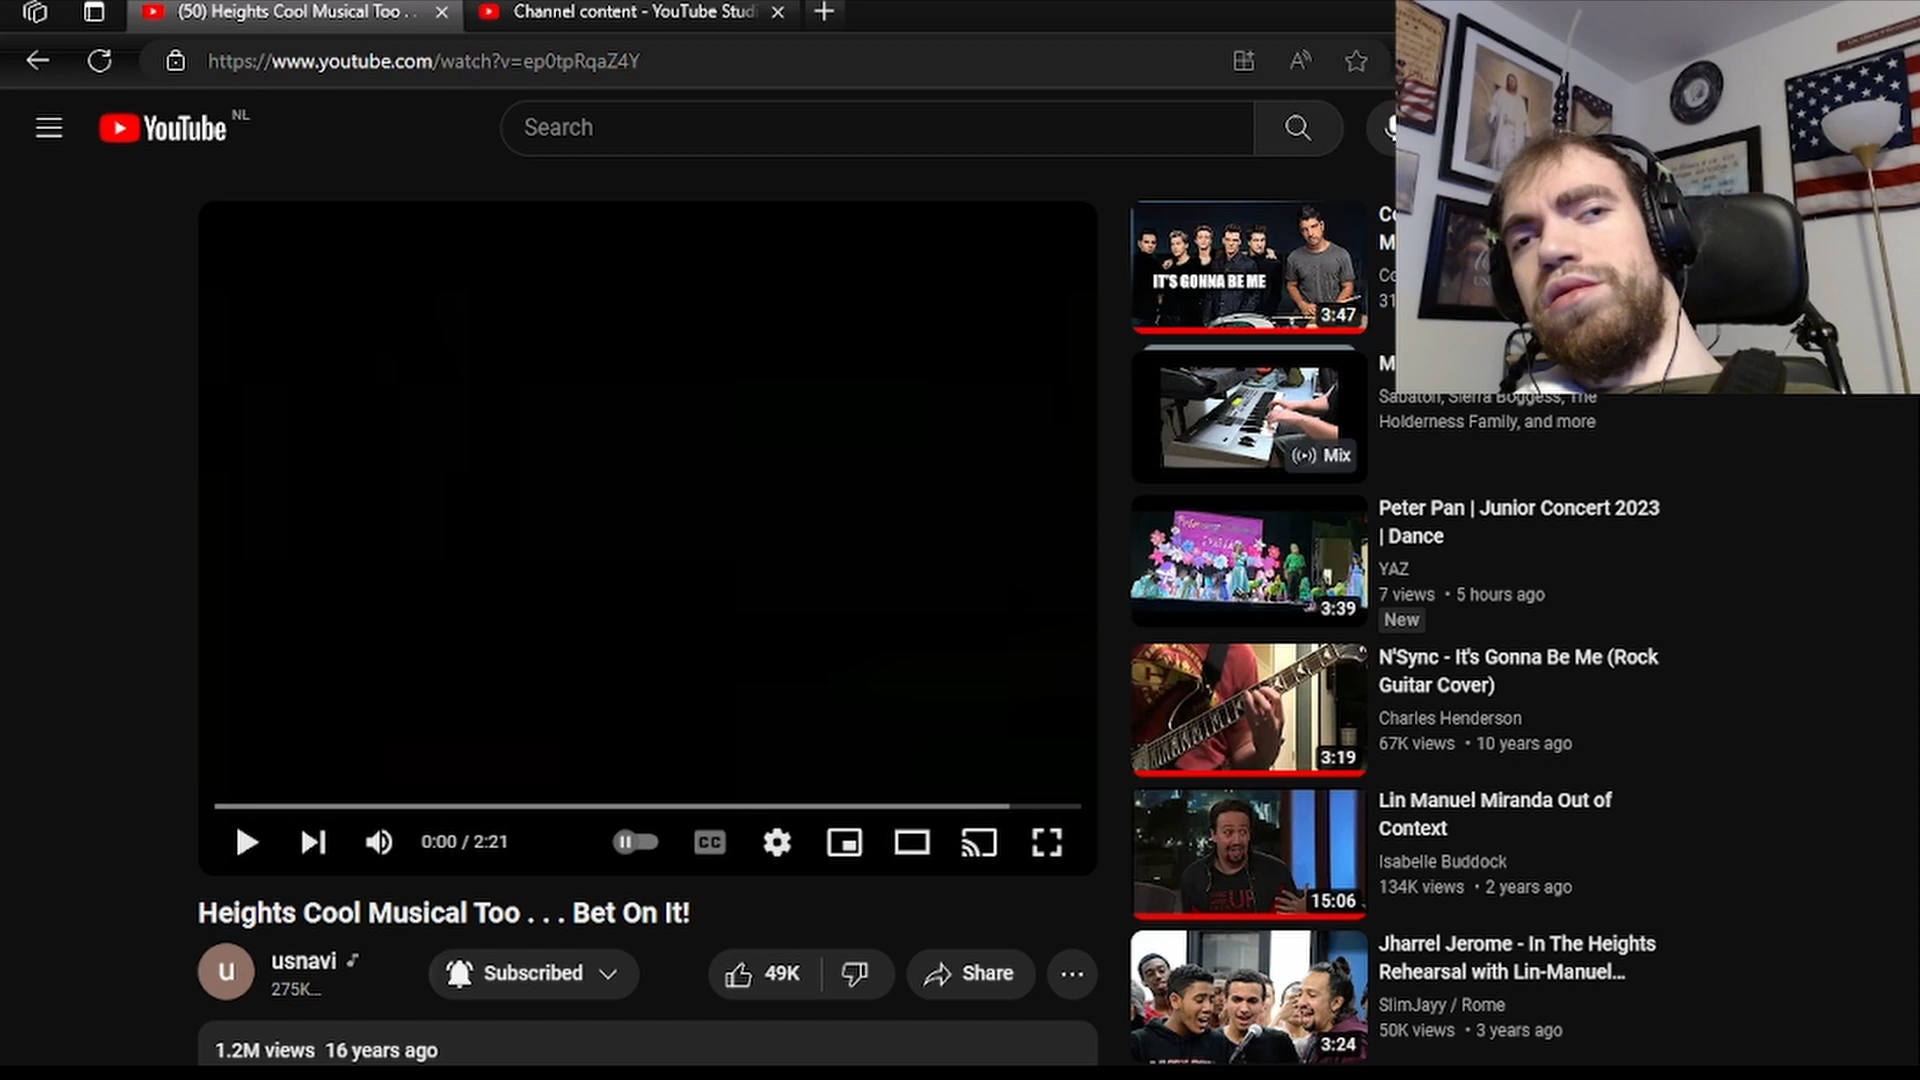 (50) Heights Cool Musical Too . .
Channel content - YouTube Studi
https://www.youtube.com/watch?v=ep0tpRqaZ4Y
YouTube NL
Search
IT'S GONNA BE ME
3:47
Mix
Sabaton, Sierra Boggess, The
Holderness Family, and more
Peter Pan | Junior Concert 2023
| Dance
YAZ
7 views • 5 hours ago
New
3:39
N'Sync - It's Gonna Be Me (Rock
Guitar Cover)
Charles Henderson
67K views • 10 years ago
3:19
Lin Manuel Miranda Out of
Context
Isabelle Buddock
134K views • 2 years ago
15:06
Jharrel Jerome - In The Heights
Rehearsal with Lin-Manuel...
SlimJayy / Rome
50K views • 3 years ago
3:24
0:00 / 2:21
CC
Heights Cool Musical Too . . . Bet On It!
u
usnavi
275K...
Subscribed
49K
Share
1.2M views 16 years ago